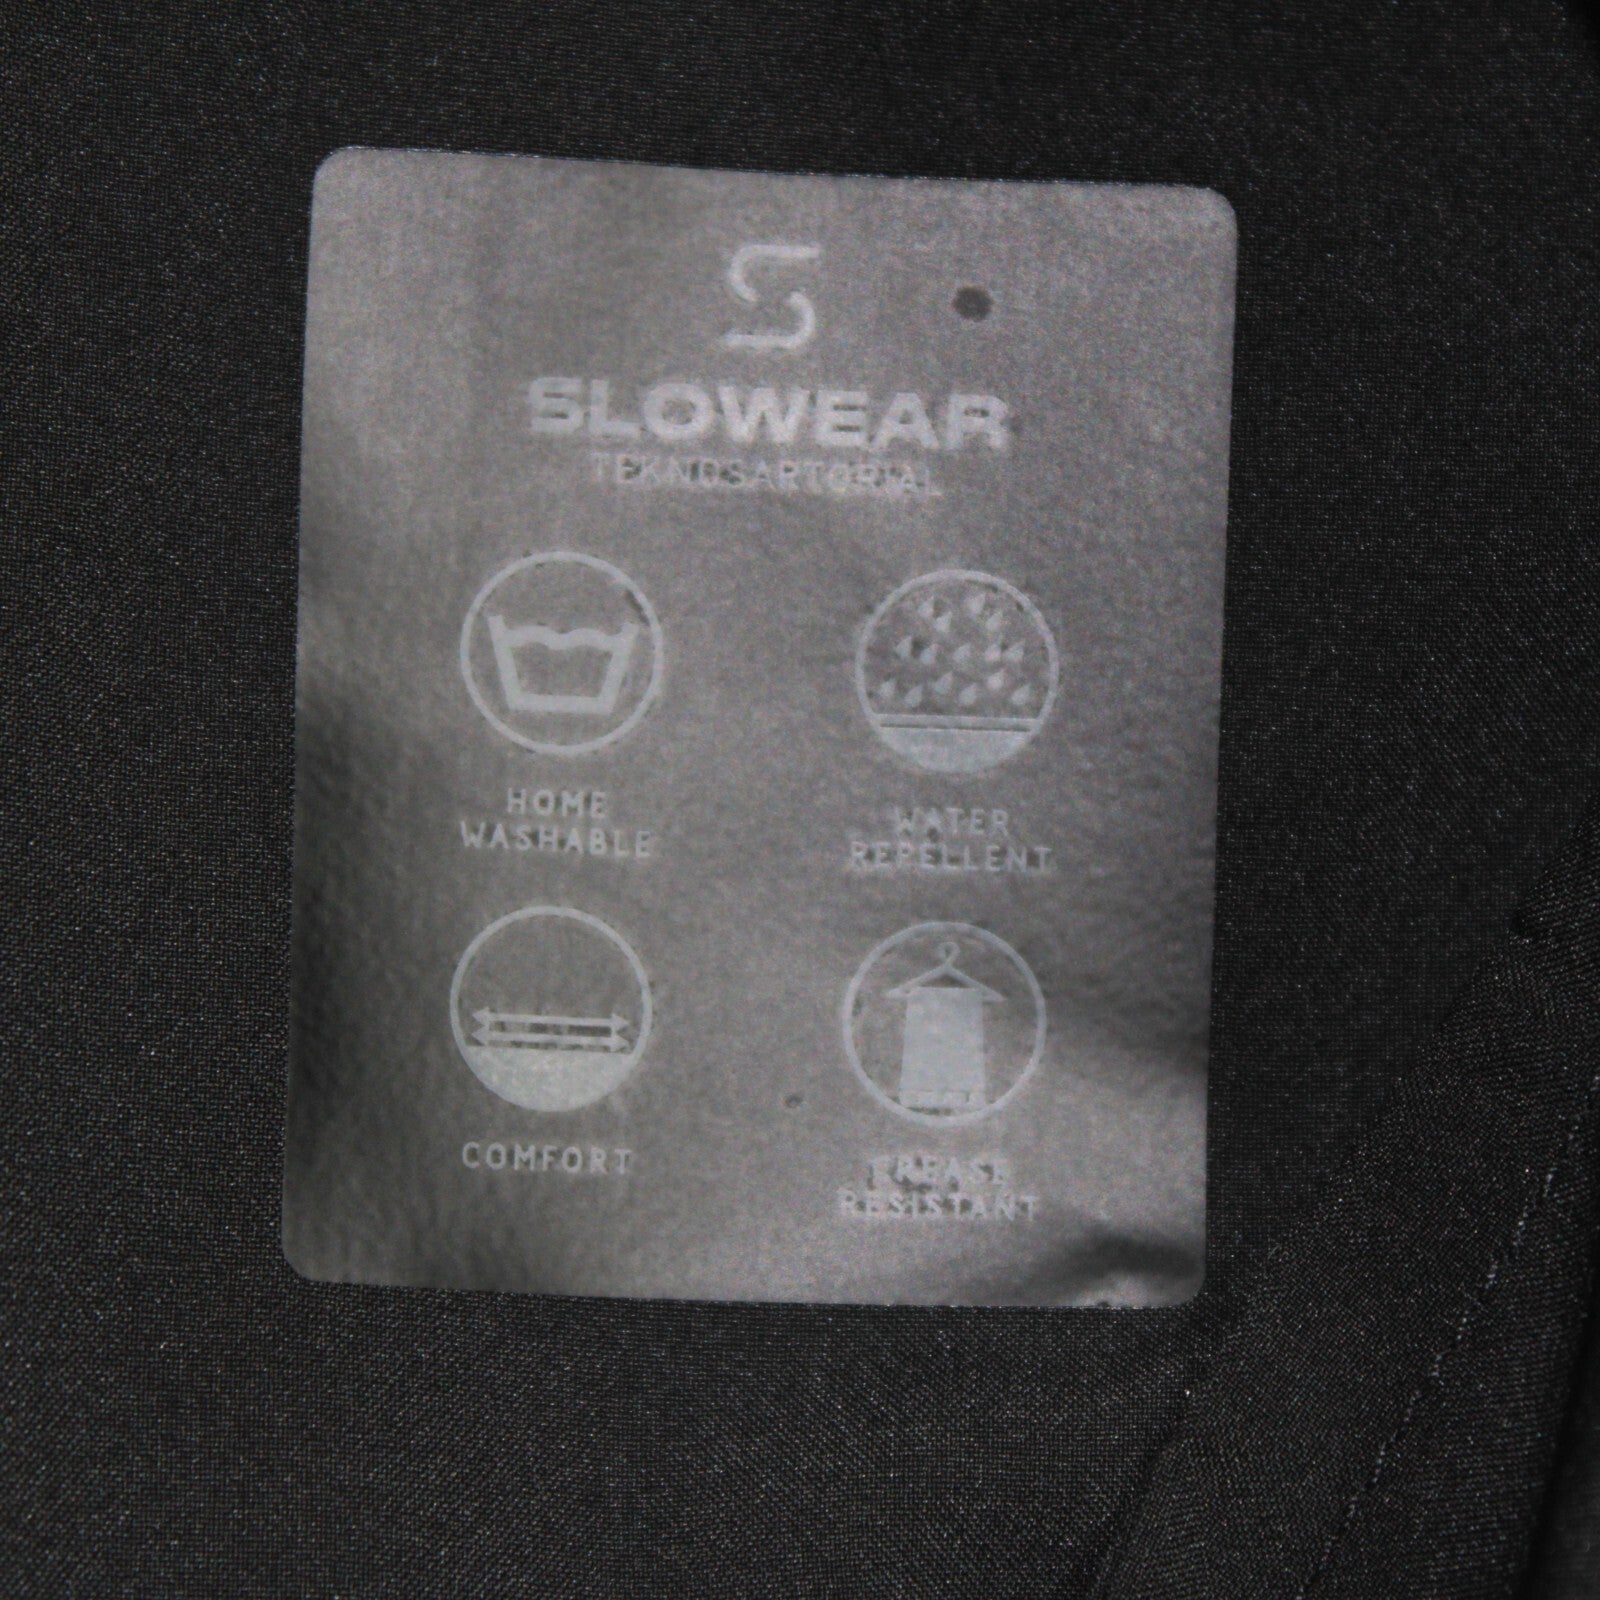 SLOWEAR
TEKNOSARTORIAL
HOME
WASHABLE
WATER
REPELLENT
COMFORT
CREASE
RESISTANT